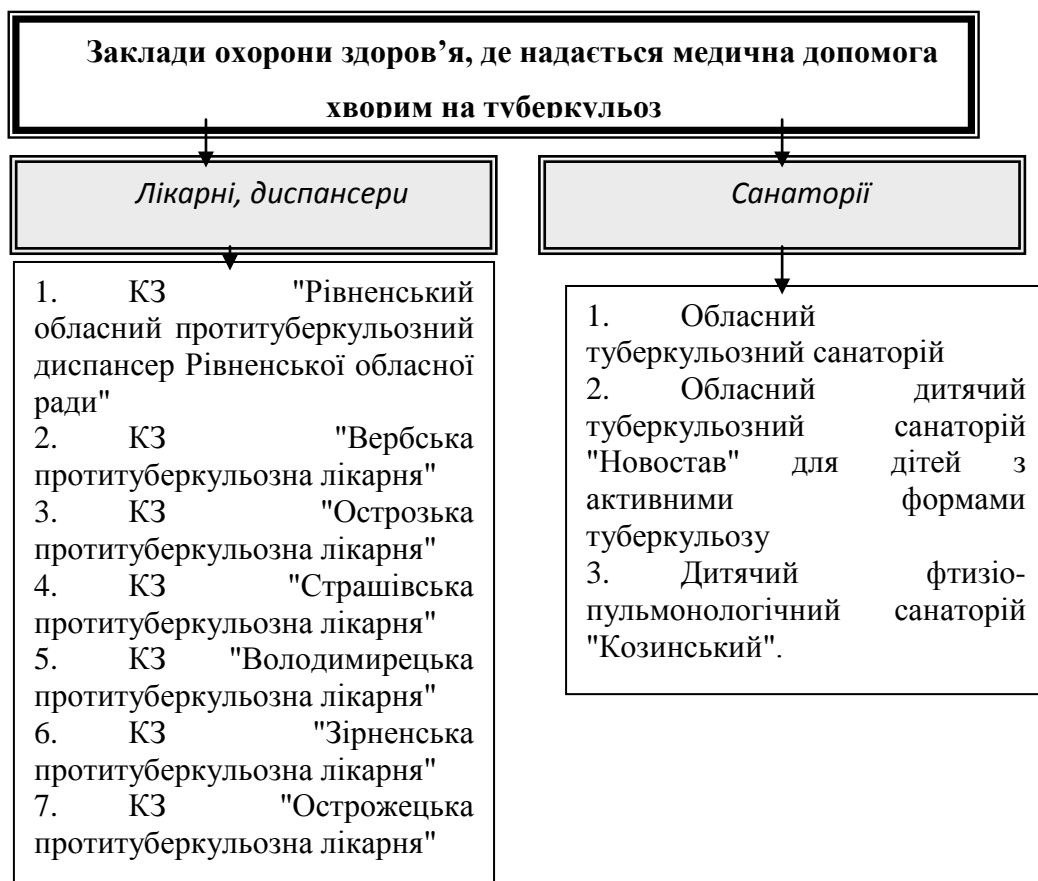 Заклади охорони здоров’я, де надається медична допомога
хворим на туберкульоз
Лікарні, диспансери
1. КЗ "Рівненський
обласний протитуберкульозний
диспансер Рівненської обласної
ради"
2. КЗ "Вербська
протитуберкульозна лікарня"
3. КЗ "Острозька
протитуберкульозна лікарня"
4. КЗ "Страшівська
протитуберкульозна лікарня"
5. КЗ "Володимирецька
протитуберкульозна лікарня"
6. КЗ "Зірненська
протитуберкульозна лікарня"
7. КЗ "Острожецька
протитуберкульозна лікарня"
Санаторії
1. Обласний
туберкульозний санаторій
2. Обласний дитячий
туберкульозний санаторій
"Новостав" для дітей з
активними формами
туберкульозу
3. Дитячий фтизіо-
пульмонологічний санаторій
"Козинський".